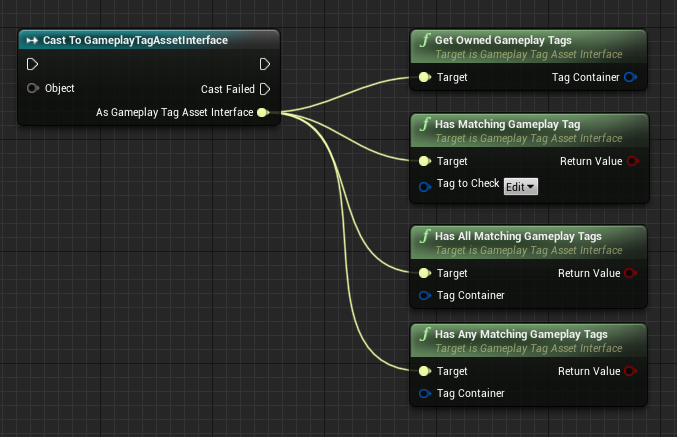 Cast To GameplayTagAssetInterface
Object
Cast Failed
As Gameplay Tag Asset Interface
f Get Owned Gameplay Tags
Target is Gameplay Tag Asset Interface
Target Tag Container
f Has Matching Gameplay Tag
Target is Gameplay Tag Asset Interface
Target Return Value
Tag to Check Edit
f Has All Matching Gameplay Tags
Target is Gameplay Tag Asset Interface
Target Return Value
Tag Container
f Has Any Matching Gameplay Tags
Target is Gameplay Tag Asset Interface
Target Return Value
Tag Container